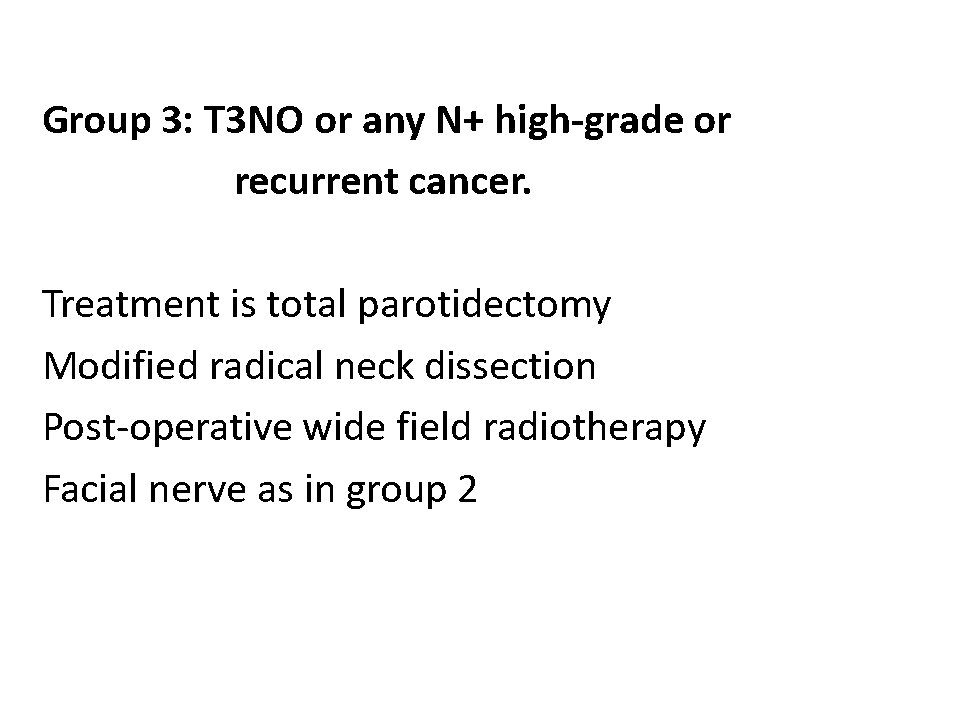 Group 3: T3NO or any N+ high-grade or
recurrent cancer.
Treatment is total parotidectomy
Modified radical neck dissection
Post-operative wide field radiotherapy
Facial nerve as in group 2